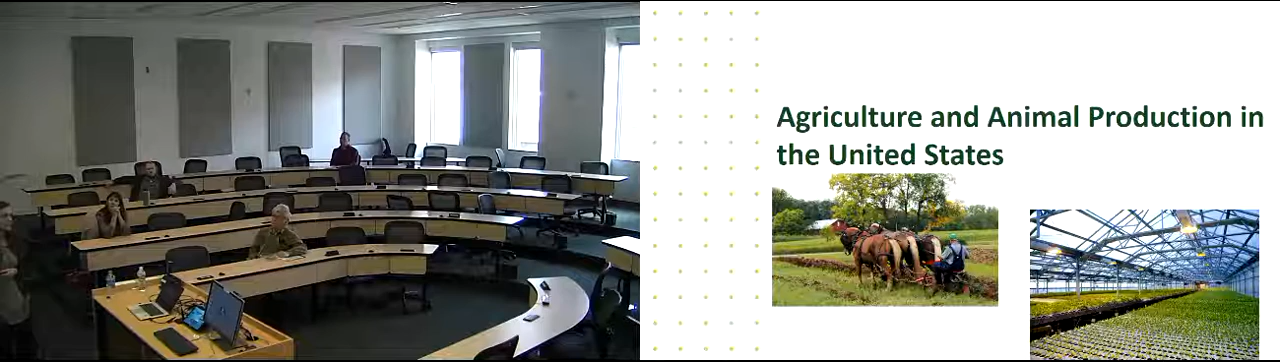 Agriculture and Animal Production in
the United States